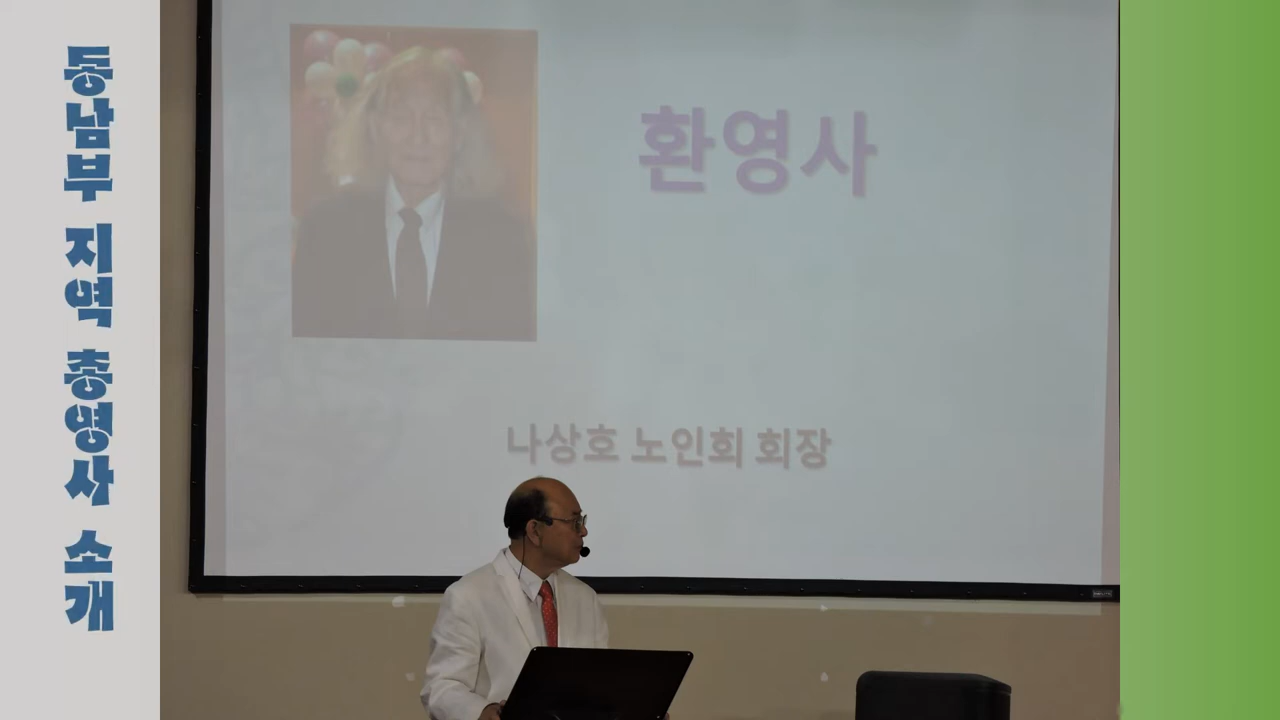 동남부 지역 총영사 소개
환영사
나상호 노인회 회장